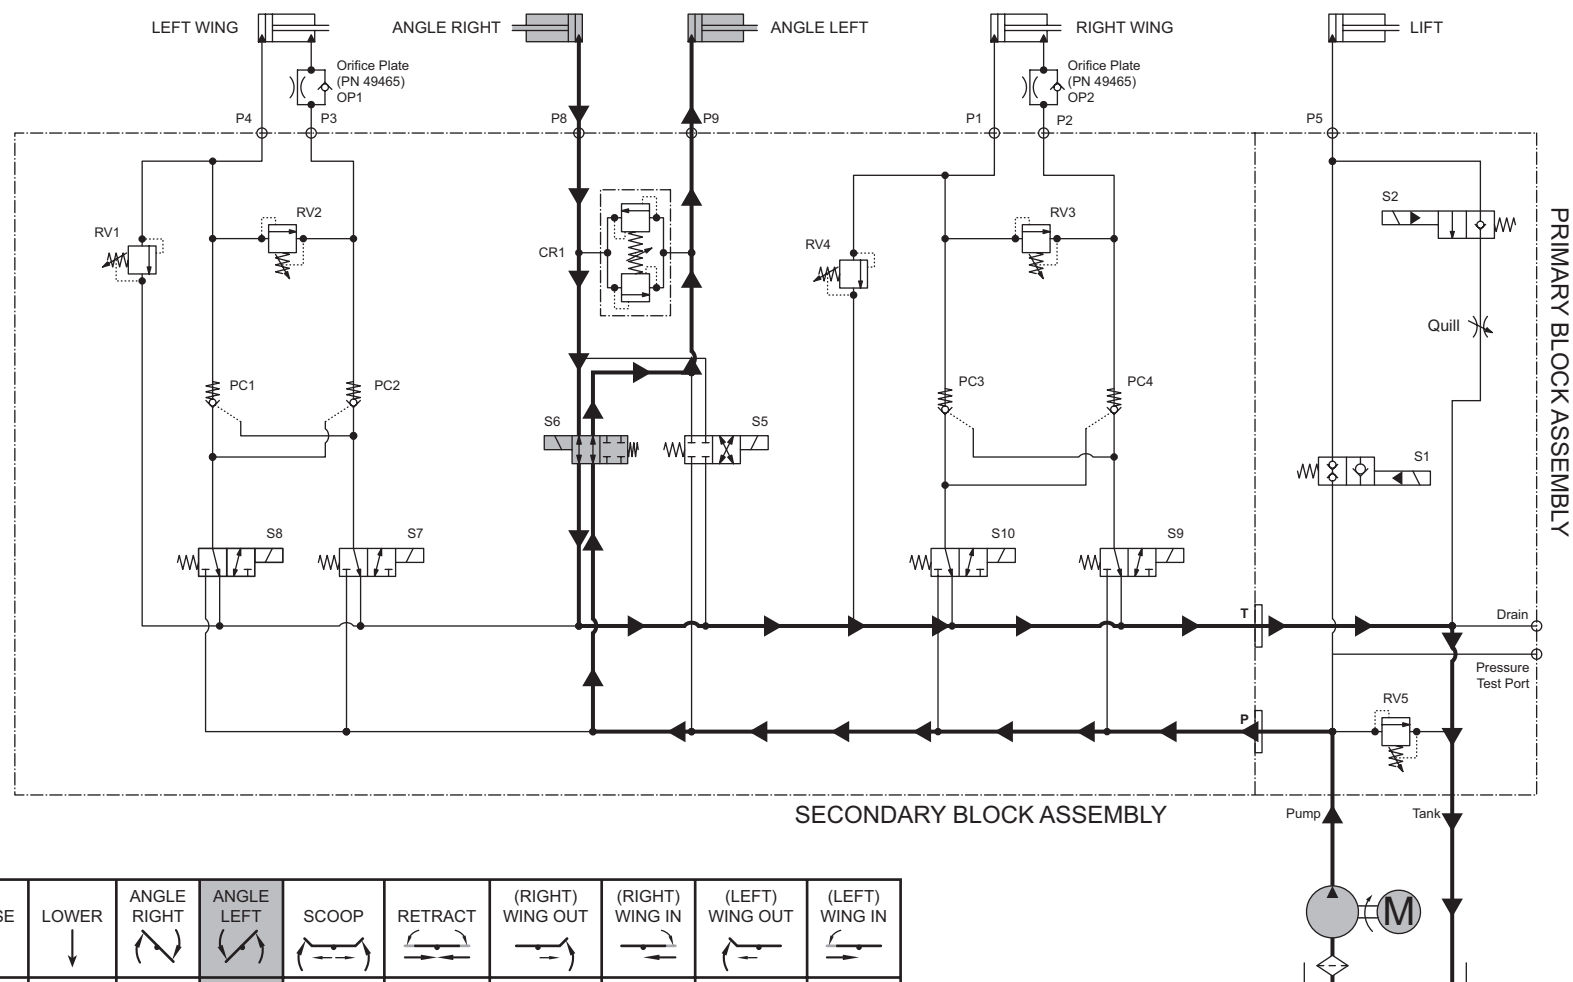 LEFT WING
ANGLE RIGHT
ANGLE LEFT
RIGHT WING
LIFT
Orifice Plate
(PN 49465)
OP1
Orifice Plate
(PN 49465)
OP2
P4
P3
P8
P9
P1
P2
P5
RV1
RV2
CR1
RV4
RV3
S2
Quill
PC1
PC2
PC3
PC4
S6
S5
S1
S8
S7
S10
S9
PRIMARY BLOCK ASSEMBLY
T
Drain
Pressure
Test Port
P
RV5
SECONDARY BLOCK ASSEMBLY
Pump
Tank
M
SE
LOWER
ANGLE
RIGHT
ANGLE
LEFT
SCOOP
RETRACT
(RIGHT)
WING OUT
(RIGHT)
WING IN
(LEFT)
WING OUT
(LEFT)
WING IN